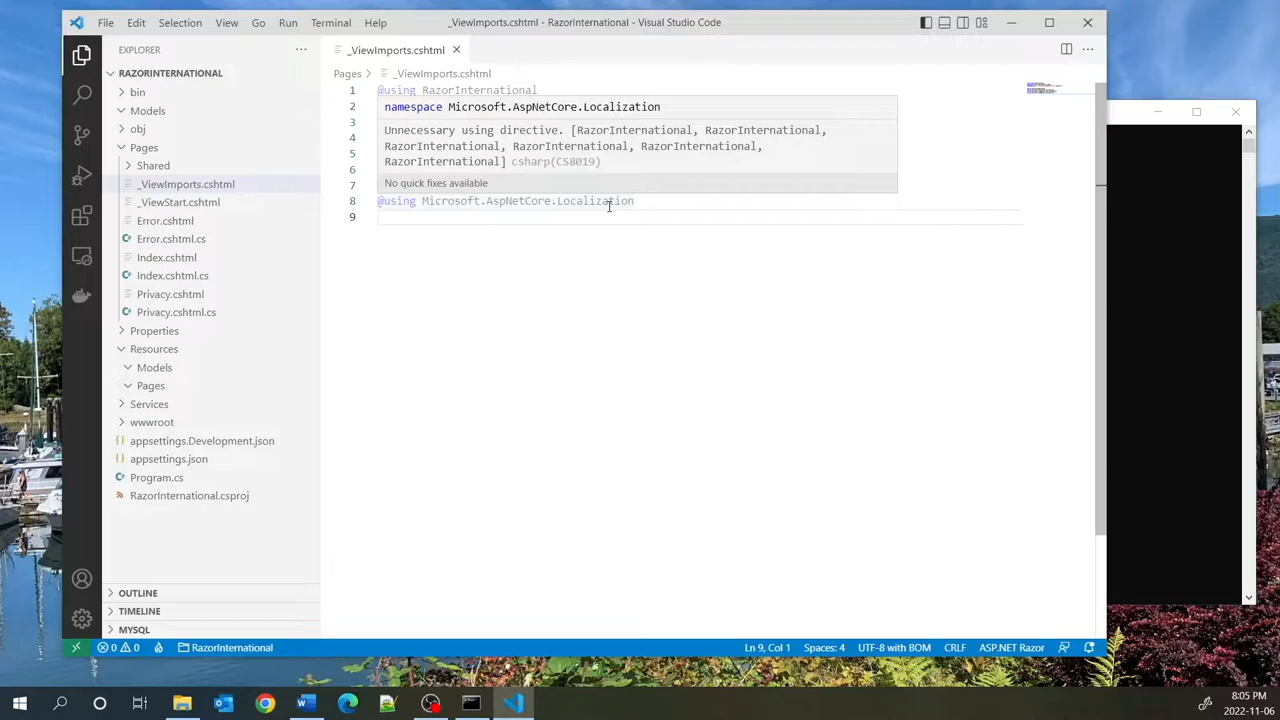 File Edit Selection View Go Run Terminal Help
_ViewImports.cshtml - RazorInternational - Visual Studio Code
EXPLORER
RAZORINTERNATIONAL
bin
Models
obj
Pages
Shared
_ViewImports.cshtml
_ViewStart.cshtml
Error.cshtml
Error.cshtml.cs
Index.cshtml
Index.cshtml.cs
Privacy.cshtml
Privacy.cshtml.cs
Properties
Resources
Models
Pages
Services
wwwroot
appsettings.Development.json
appsettings.json
Program.cs
RazorInternational.csproj
OUTLINE
TIMELINE
MYSQL
_ViewImports.cshtml
Pages > _ViewImports.cshtml
1 @using RazorInternational
2
3
4
5
6
7
namespace Microsoft.AspNetCore.Localization
Unnecessary using directive. [RazorInternational, RazorInternational,
RazorInternational, RazorInternational, RazorInternational,
RazorInternational] csharp(CS8019)
No quick fixes available
8 @using Microsoft.AspNetCore.Localization
9
0 0 RazorInternational
Ln 9, Col 1 Spaces: 4 UTF-8 with BOM CRLF ASP.NET Razor
8:05 PM
2022-11-06